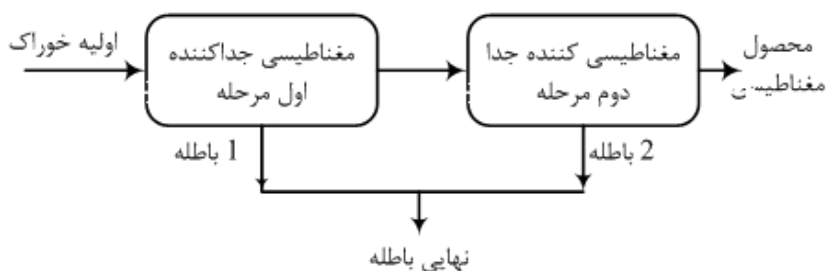 اولیه خوراک
مغناطیسی جداکننده
اول مرحله
مغناطیسی کننده جدا
دوم مرحله
محصول
مغناطیسی
1 باطله
2 باطله
نهایی باطله